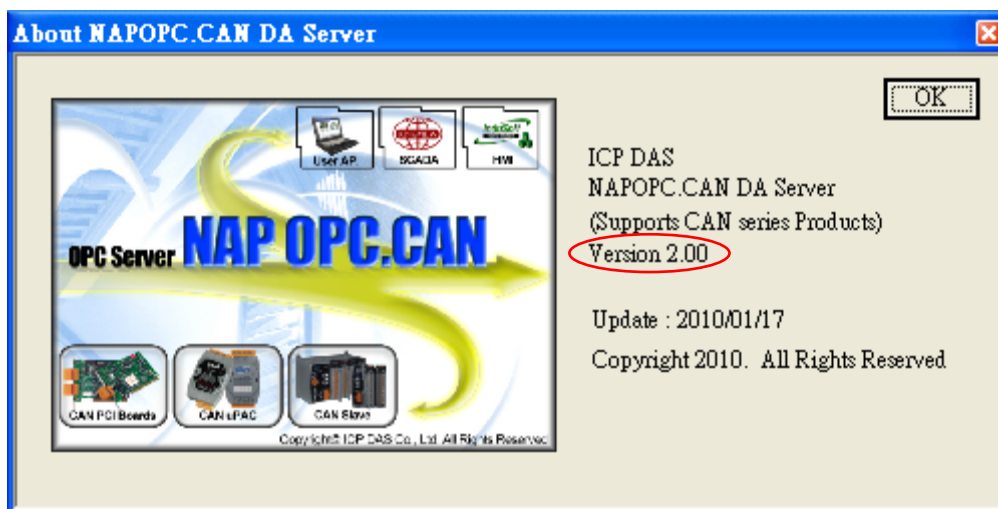 About NAPOPC.CAN DA Server
OK
User AP.
SCADA
HMI
OPC Server NAP OPC.CAN
CAN PCI Boards
CAN uPAC
CAN Slave
Copyright© ICP DAS Co., Ltd. All Rights Reserved
ICP DAS
NAPOPC.CAN DA Server
(Supports CAN series Products)
Version 2.00
Update : 2010/01/17
Copyright 2010. All Rights Reserved